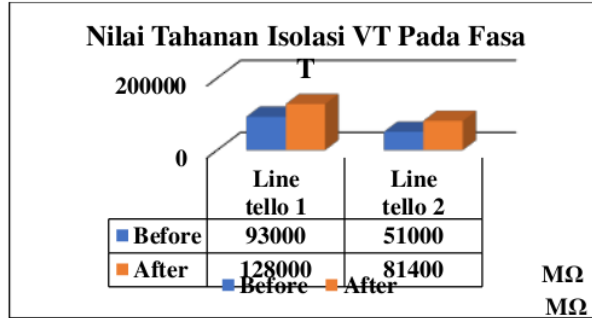 Nilai Tahanan Isolasi VT Pada Fasa
T
200000
0
Line tello 1 Line tello 2
Before 93000 51000
After 128000 81400
Before After
MΩ
MΩ